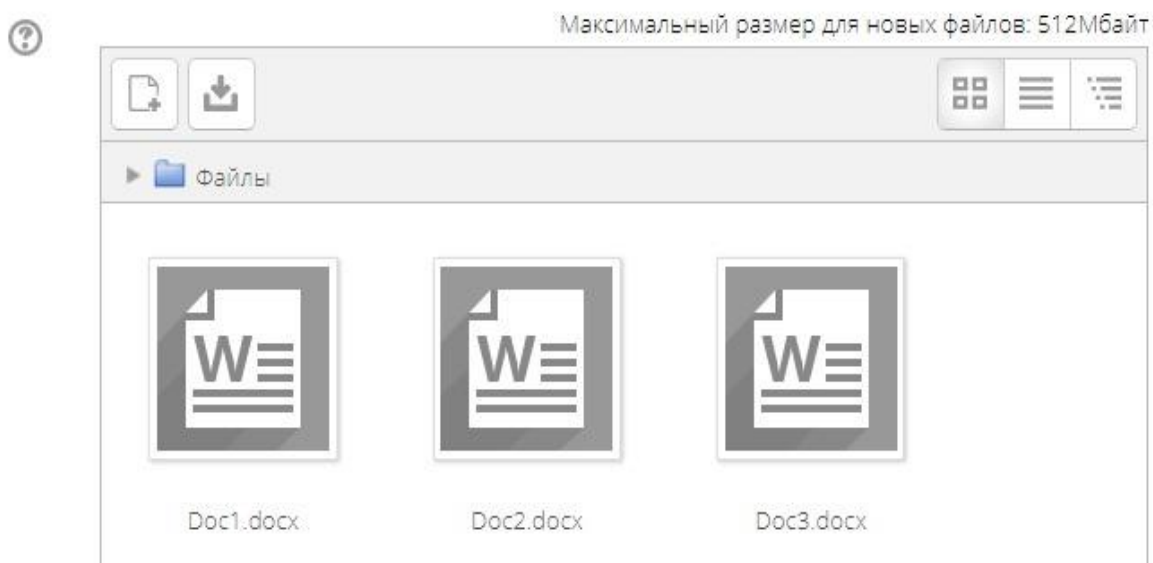 Максимальный размер для новых файлов: 512Мбайт
Файлы
W W W
Doc1.docx Doc2.docx Doc3.docx